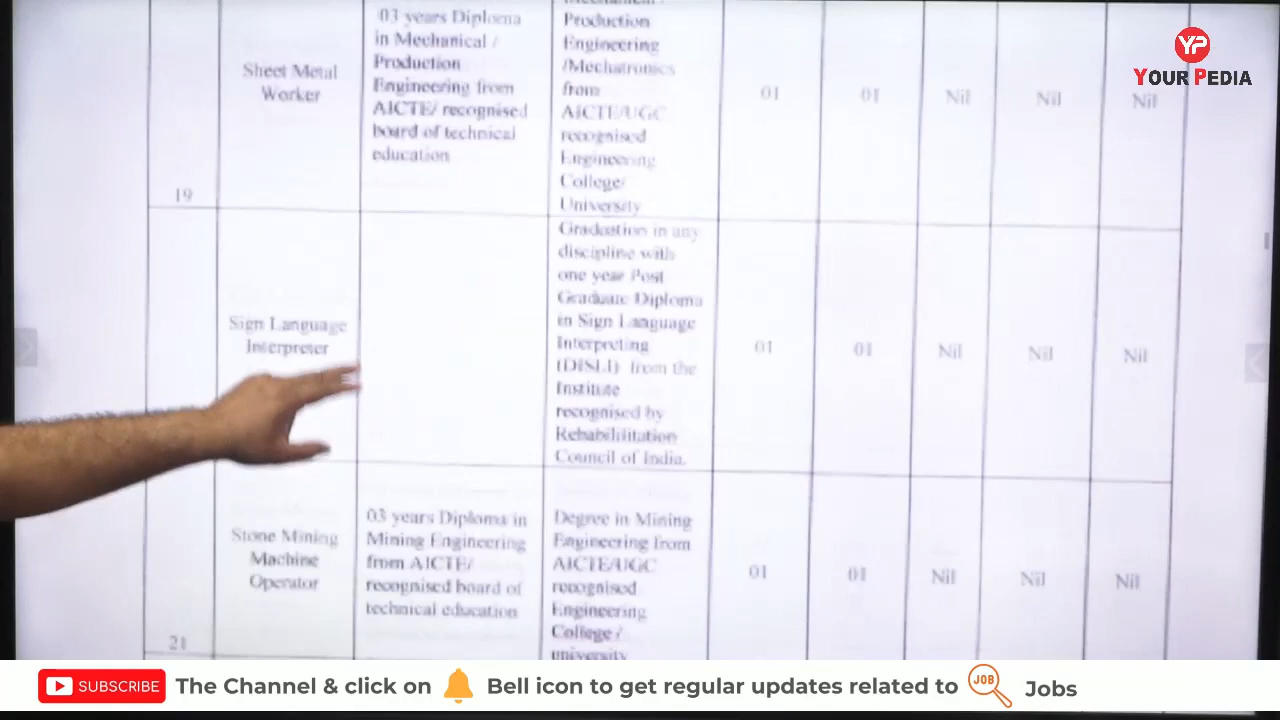 YP
YOUR PEDIA
Sheet Metal
Worker
03 years Diploma
in Mechanical /
Production
Engineering from
AICTE/ recognised
board of technical
education
Production
Engineering
/Mechatronics
from
AICTE/UGC
recognised
Engineering
College/
University
01
01
Nil
Nil
Nil
19
Sign Language
Interpreter
Graduation in any
discipline with
one year Post
Graduate Diploma
in Sign Language
Interpreting
(DISLI) from the
Institute
recognised by
Rehabililitation
Council of India.
01
01
Nil
Nil
Nil
Stone Mining
Machine
Operator
03 years Diploma in
Mining Engineering
from AICTE/
recognised board of
technical education
Degree in Mining
Engineering from
AICTE/UGC
recognised
Engineering
College /
university
01
01
Nil
Nil
Nil
21
SUBSCRIBE The Channel & click on Bell icon to get regular updates related to JOB Jobs